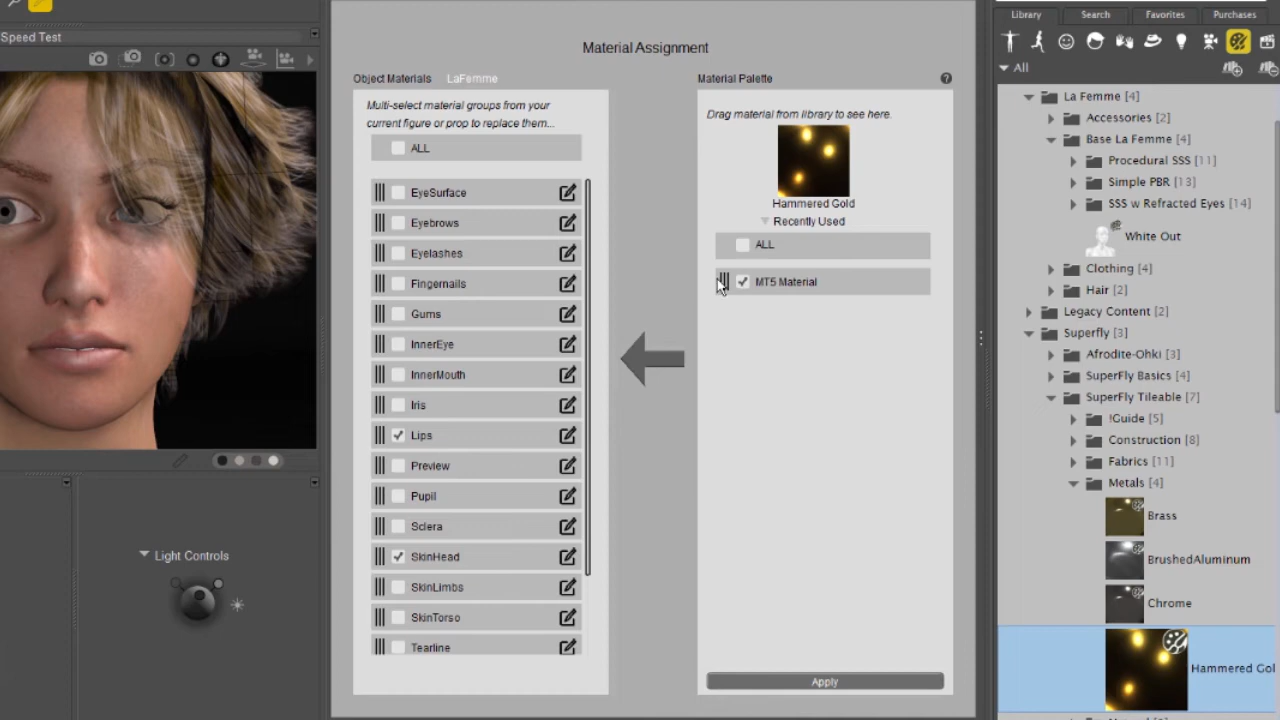 Speed Test
Light Controls
Material Assignment
Object Materials LaFemme
Multi-select material groups from your
current figure or prop to replace them...
ALL
EyeSurface
Eyebrows
Eyelashes
Fingernails
Gums
InnerEye
InnerMouth
Iris
Lips
Preview
Pupil
Sclera
SkinHead
SkinLimbs
SkinTorso
Tearline
Material Palette ?
Drag material from library to see here.
Hammered Gold
Recently Used
ALL
MT5 Material
Apply
Library Search Favorites Purchases
All
La Femme [4]
Accessories [2]
Base La Femme [4]
Procedural SSS [11]
Simple PBR [13]
SSS w Refracted Eyes [14]
White Out
Clothing [4]
Hair [2]
Legacy Content [2]
Superfly [3]
Afrodite-Ohki [3]
SuperFly Basics [4]
SuperFly Tileable [7]
!Guide [5]
Construction [8]
Fabrics [11]
Metals [4]
Brass
BrushedAluminum
Chrome
Hammered Gol